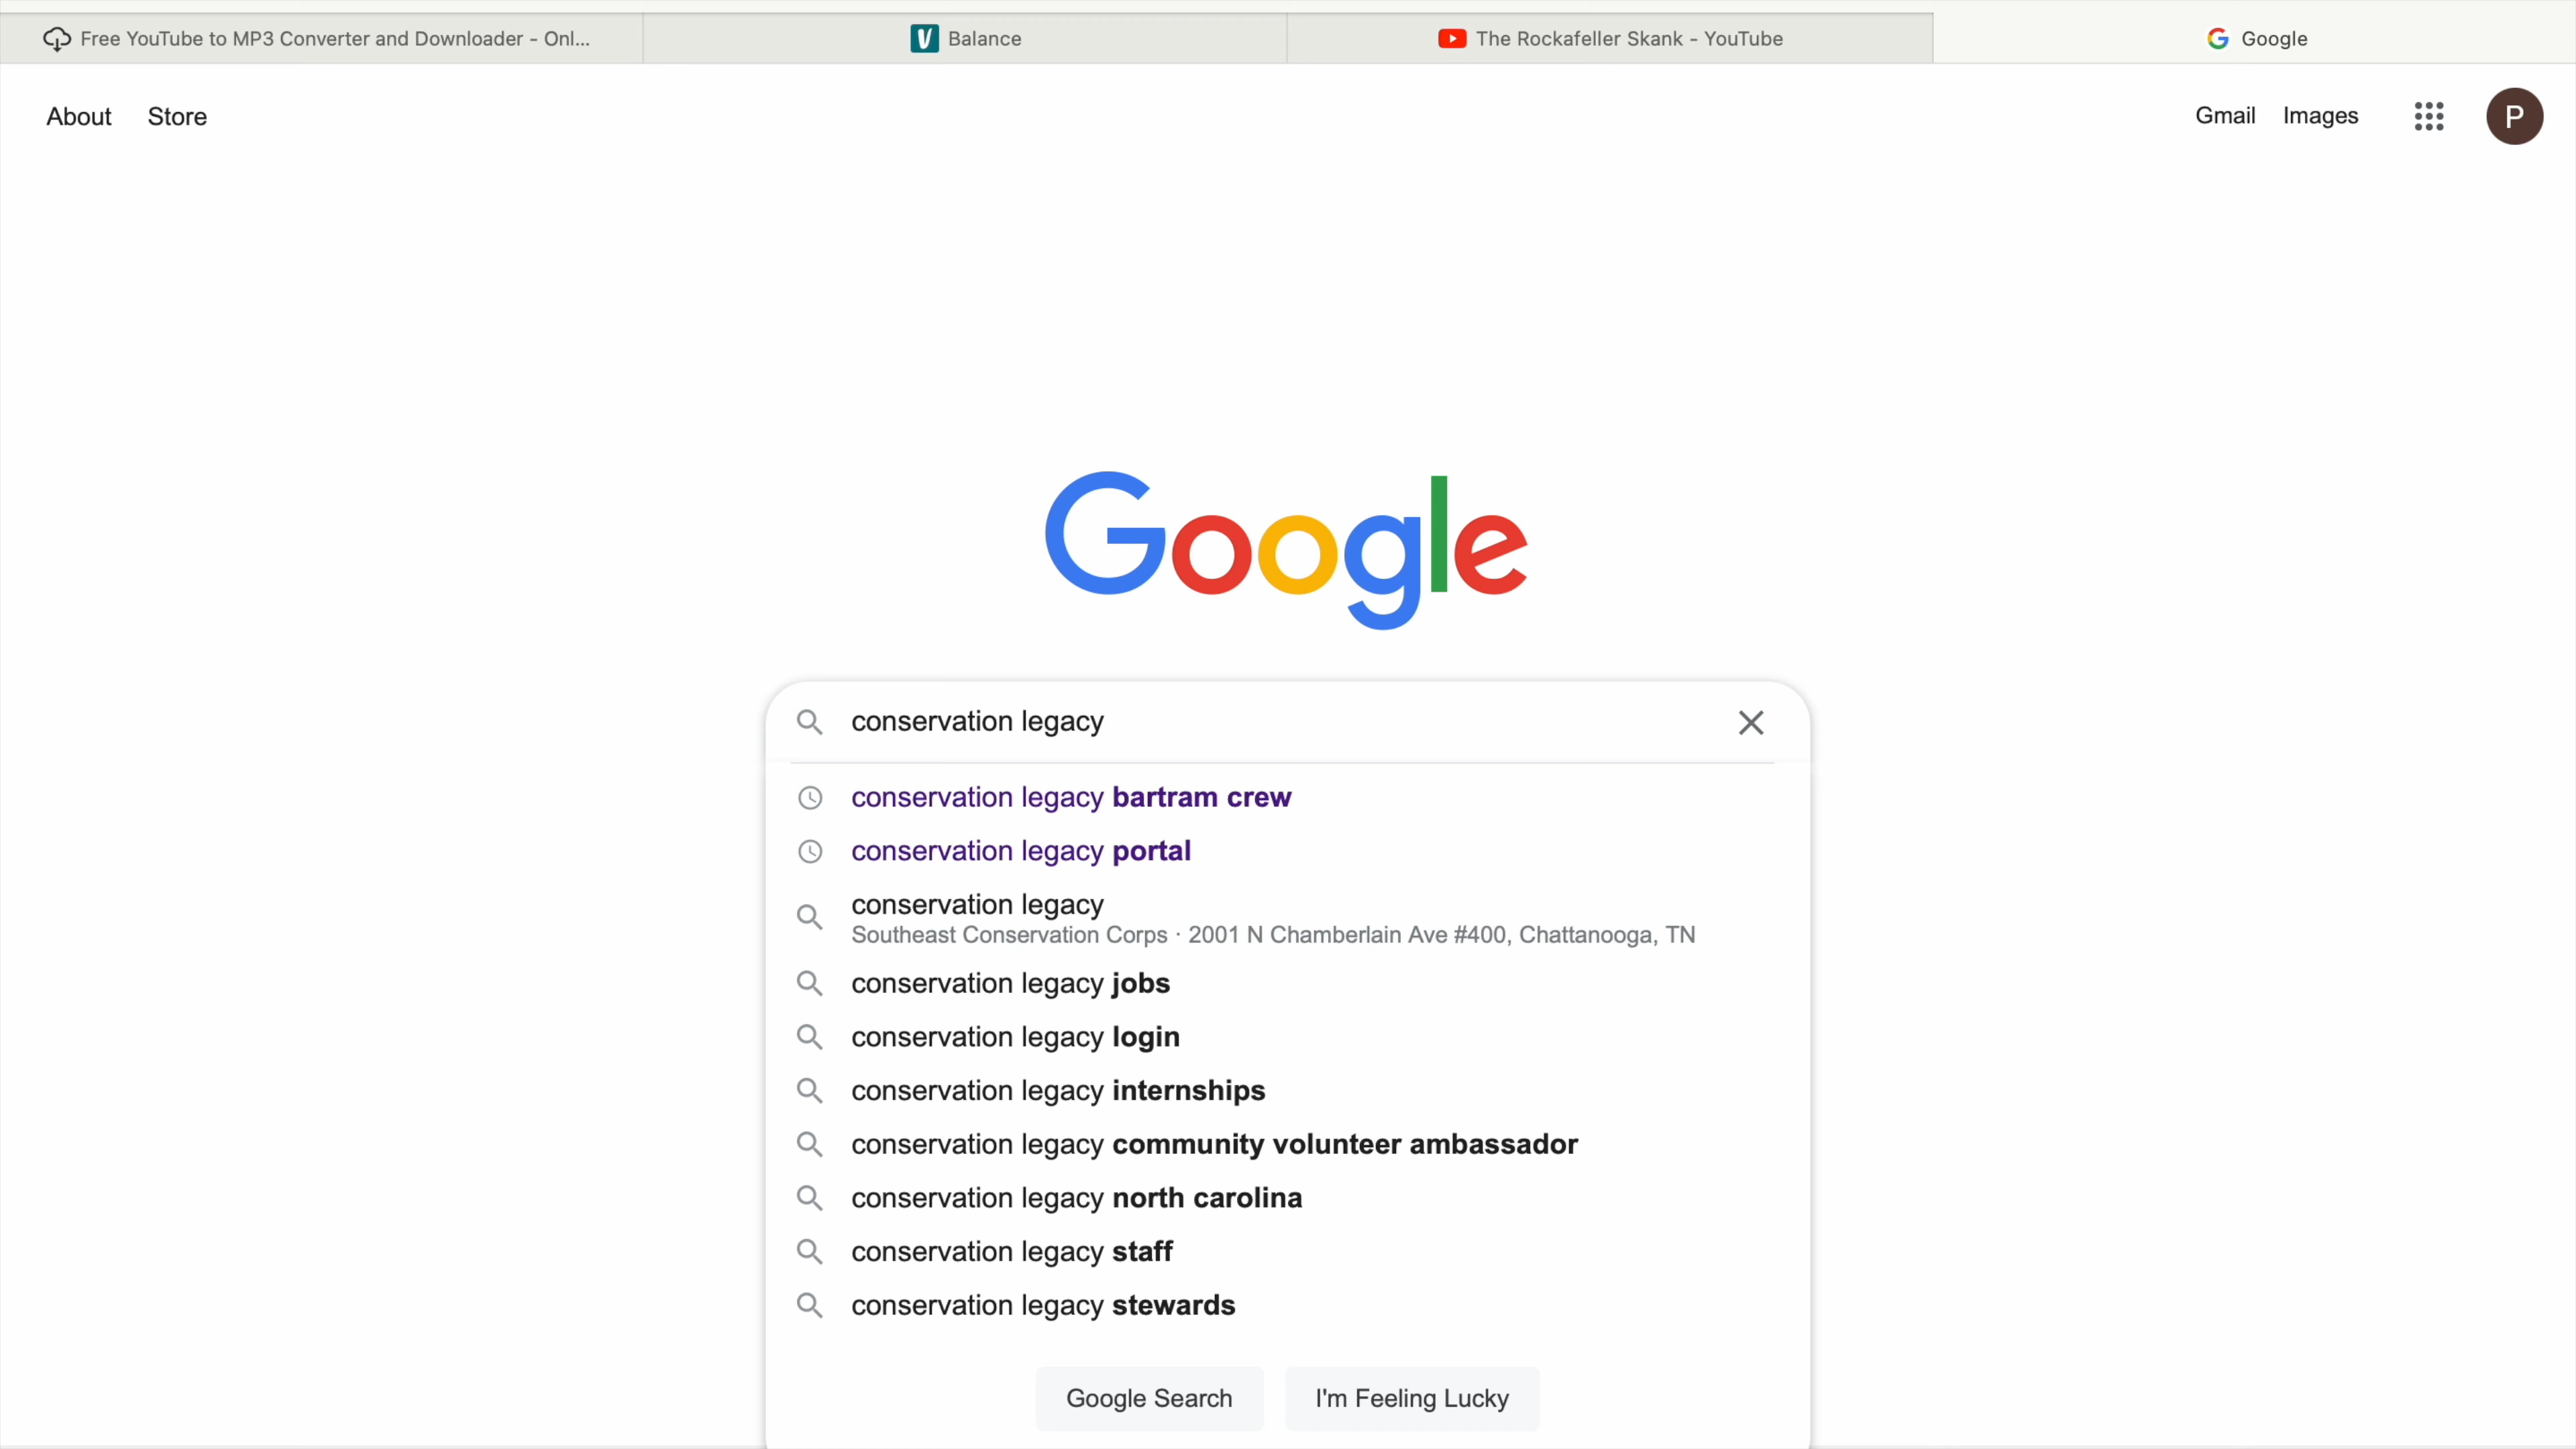 Free YouTube to MP3 Converter and Downloader - Onl...
Balance
The Rockafeller Skank - YouTube
Google
About
Store
Gmail
Images
P
Google
conservation legacy
conservation legacy bartram crew
conservation legacy portal
conservation legacy
Southeast Conservation Corps · 2001 N Chamberlain Ave #400, Chattanooga, TN
conservation legacy jobs
conservation legacy login
conservation legacy internships
conservation legacy community volunteer ambassador
conservation legacy north carolina
conservation legacy staff
conservation legacy stewards
Google Search
I'm Feeling Lucky